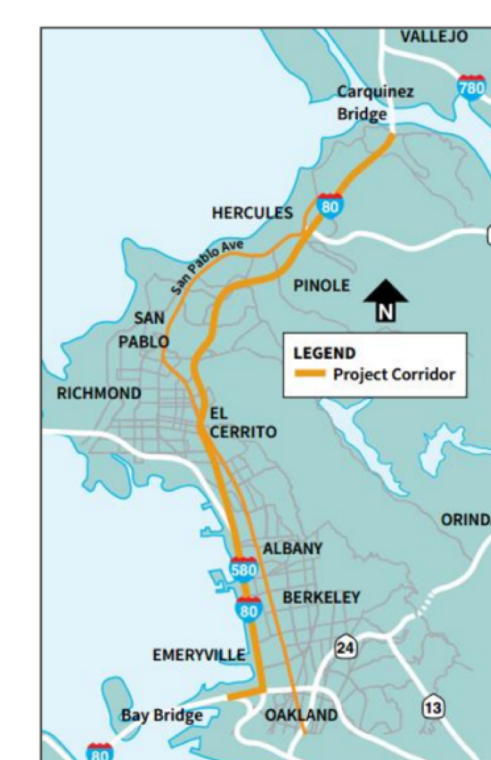 VALLEJO
780
Carquinez
Bridge
80
HERCULES
San Pablo Ave
PINOLE
N
SAN
PABLO
LEGEND
Project Corridor
RICHMOND
EL
CERRITO
ORIND
ALBANY
580
BERKELEY
80
24
EMERYVILLE
13
Bay Bridge
OAKLAND
80